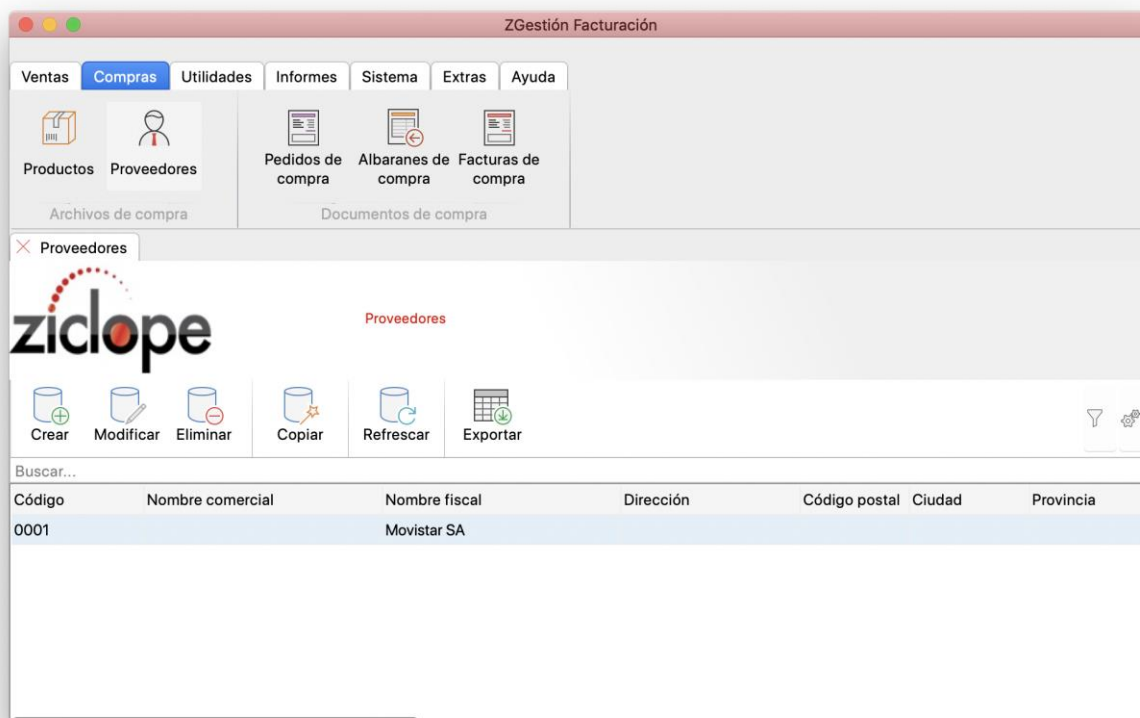 ZGestión Facturación
Ventas Compras Utilidades Informes Sistema Extras Ayuda
Productos Proveedores
Pedidos de compra Albaranes de compra Facturas de compra
Archivos de compra Documentos de compra
Proveedores
ziclope
Proveedores
Crear Modificar Eliminar Copiar Refrescar Exportar
Buscar...
Código Nombre comercial Nombre fiscal Dirección Código postal Ciudad Provincia
0001 Movistar SA